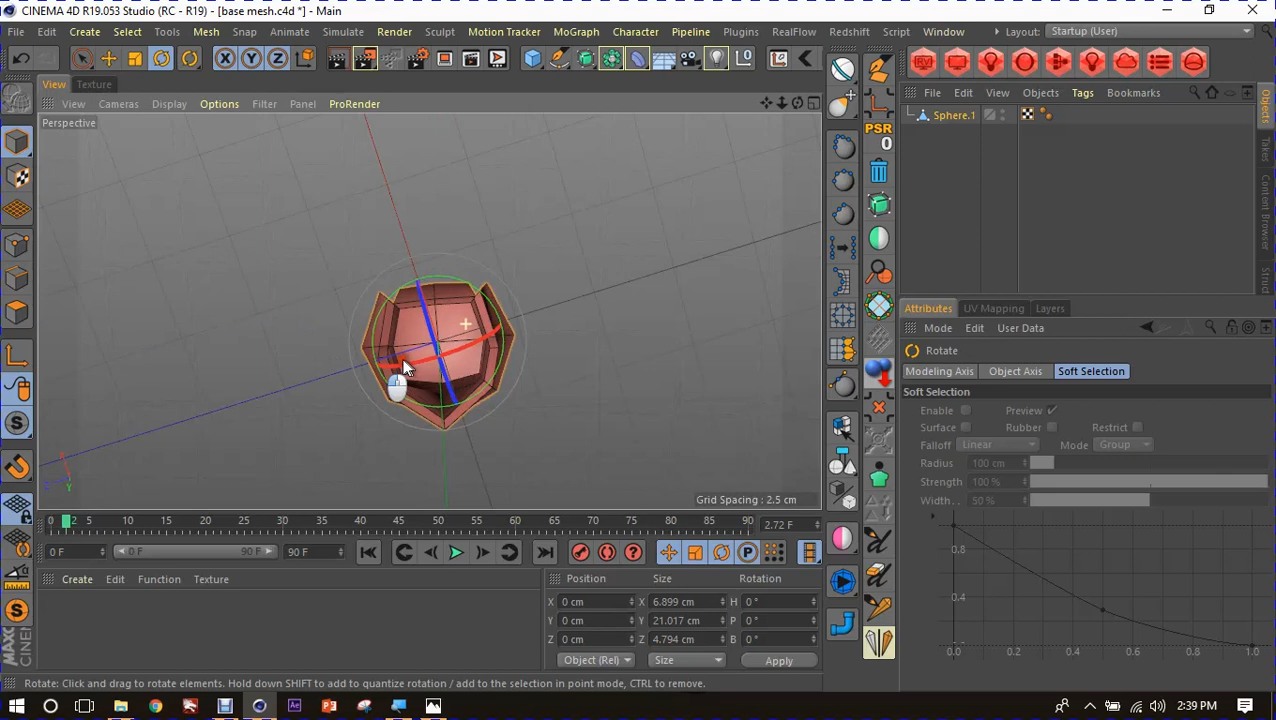 CINEMA 4D R19.053 Studio (RC - R19) - [base mesh.c4d *] - Main
File Edit Create Select Tools Mesh Snap Animate Simulate Render Sculpt Motion Tracker MoGraph Character Pipeline Plugins RealFlow Redshift Script Window Layout: Startup (User)
X Y Z
RVI
View Texture
View Cameras Display Options Filter Panel ProRender
File Edit View Objects Tags Bookmarks
Objects
Takes
Content Browser
Struct
Perspective
Sphere.1
PSR
0
Attributes UV Mapping Layers
Mode Edit User Data
Rotate
Modeling Axis Object Axis Soft Selection
Soft Selection
Enable Preview
Surface Rubber Restrict
Falloff Linear Mode Group
Radius 100 cm
Strength 100 %
Width . . 50 %
0.8
0.4
0.0 0.2 0.4 0.6 0.8 1.0
Y
Grid Spacing : 2.5 cm
0 2 5 10 15 20 25 30 35 40 45 50 55 60 65 70 75 80 85 90 2.72 F
0 F 0 F 90 F 90 F
Create Edit Function Texture
Position Size Rotation
X 0 cm X 6.899 cm H 0 °
Y 0 cm Y 21.017 cm P 0 °
Z 0 cm Z 4.794 cm B 0 °
Object (Rel) Size Apply
MAXON CINEMA
Rotate: Click and drag to rotate elements. Hold down SHIFT to add to quantize rotation / add to the selection in point mode, CTRL to remove.
Ae
2:39 PM